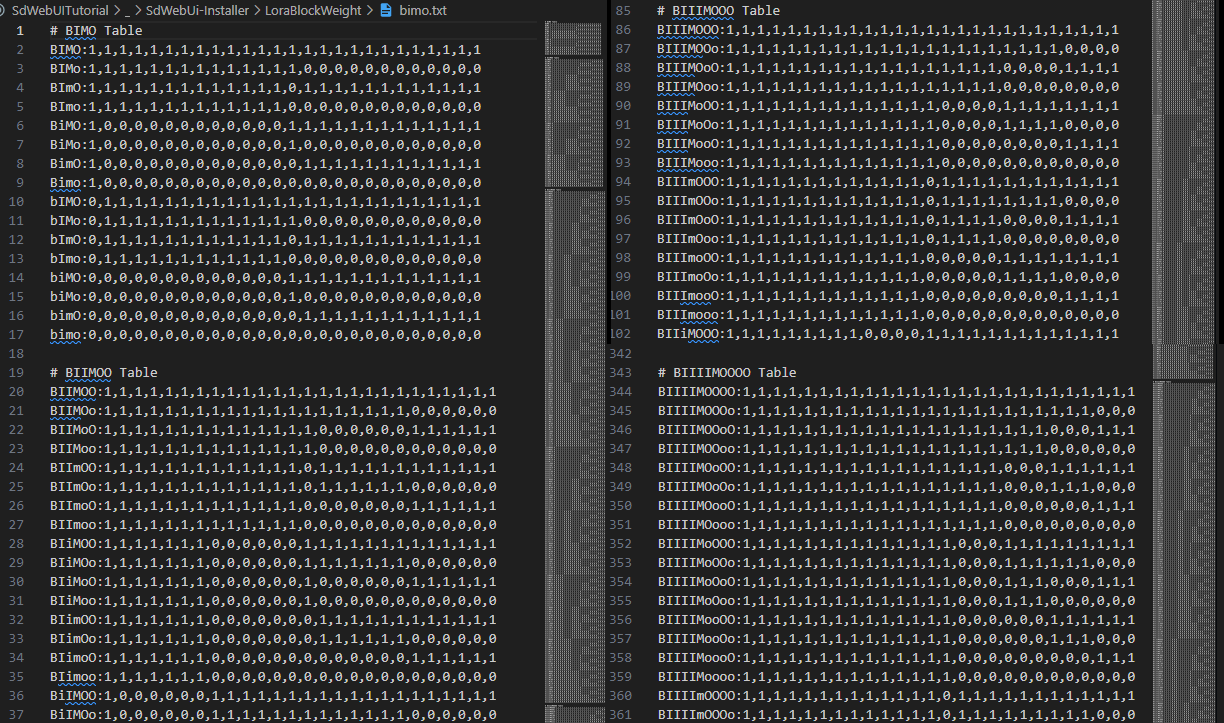 SdWebUITutorial > _ > SdWebUi-Installer > LoraBlockWeight > bimo.txt
1 # BIMO Table
2 BIMO:1,1,1,1,1,1,1,1,1,1,1,1,1,1,1,1,1,1,1,1,1,1,1,1,1,1
3 BIMo:1,1,1,1,1,1,1,1,1,1,1,1,1,1,0,0,0,0,0,0,0,0,0,0,0,0
4 BImO:1,1,1,1,1,1,1,1,1,1,1,1,1,0,1,1,1,1,1,1,1,1,1,1,1,1
5 BImo:1,1,1,1,1,1,1,1,1,1,1,1,1,0,0,0,0,0,0,0,0,0,0,0,0,0
6 BiMO:1,0,0,0,0,0,0,0,0,0,0,0,0,1,1,1,1,1,1,1,1,1,1,1,1,1
7 BiMo:1,0,0,0,0,0,0,0,0,0,0,0,0,1,0,0,0,0,0,0,0,0,0,0,0,0
8 BimO:1,0,0,0,0,0,0,0,0,0,0,0,0,0,1,1,1,1,1,1,1,1,1,1,1,1
9 Bimo:1,0,0,0,0,0,0,0,0,0,0,0,0,0,0,0,0,0,0,0,0,0,0,0,0,0
10 bIMO:0,1,1,1,1,1,1,1,1,1,1,1,1,1,1,1,1,1,1,1,1,1,1,1,1,1
11 bIMo:0,1,1,1,1,1,1,1,1,1,1,1,1,1,0,0,0,0,0,0,0,0,0,0,0,0
12 bImO:0,1,1,1,1,1,1,1,1,1,1,1,1,0,1,1,1,1,1,1,1,1,1,1,1,1
13 bImo:0,1,1,1,1,1,1,1,1,1,1,1,1,0,0,0,0,0,0,0,0,0,0,0,0,0
14 biMO:0,0,0,0,0,0,0,0,0,0,0,0,0,1,1,1,1,1,1,1,1,1,1,1,1,1
15 biMo:0,0,0,0,0,0,0,0,0,0,0,0,0,1,0,0,0,0,0,0,0,0,0,0,0,0
16 bimO:0,0,0,0,0,0,0,0,0,0,0,0,0,0,1,1,1,1,1,1,1,1,1,1,1,1
17 bimo:0,0,0,0,0,0,0,0,0,0,0,0,0,0,0,0,0,0,0,0,0,0,0,0,0,0
18
19 # BIIMOO Table
20 BIIMOO:1,1,1,1,1,1,1,1,1,1,1,1,1,1,1,1,1,1,1,1,1,1,1,1,1,1
21 BIIMOo:1,1,1,1,1,1,1,1,1,1,1,1,1,1,1,1,1,1,1,1,0,0,0,0,0,0
22 BIIMoO:1,1,1,1,1,1,1,1,1,1,1,1,1,1,0,0,0,0,0,0,1,1,1,1,1,1
23 BIIMoo:1,1,1,1,1,1,1,1,1,1,1,1,1,1,0,0,0,0,0,0,0,0,0,0,0,0
24 BIImOO:1,1,1,1,1,1,1,1,1,1,1,1,1,0,1,1,1,1,1,1,1,1,1,1,1,1
25 BIImOo:1,1,1,1,1,1,1,1,1,1,1,1,1,0,1,1,1,1,1,1,0,0,0,0,0,0
26 BIImoO:1,1,1,1,1,1,1,1,1,1,1,1,1,0,0,0,0,0,0,0,1,1,1,1,1,1
27 BIImoo:1,1,1,1,1,1,1,1,1,1,1,1,1,0,0,0,0,0,0,0,0,0,0,0,0,0
28 BIiMOO:1,1,1,1,1,1,1,0,0,0,0,0,0,1,1,1,1,1,1,1,1,1,1,1,1,1
29 BIiMOo:1,1,1,1,1,1,1,0,0,0,0,0,0,1,1,1,1,1,1,1,0,0,0,0,0,0
30 BIiMoO:1,1,1,1,1,1,1,0,0,0,0,0,0,1,0,0,0,0,0,0,1,1,1,1,1,1
31 BIiMoo:1,1,1,1,1,1,1,0,0,0,0,0,0,1,0,0,0,0,0,0,0,0,0,0,0,0
32 BIimOO:1,1,1,1,1,1,1,0,0,0,0,0,0,0,1,1,1,1,1,1,1,1,1,1,1,1
33 BIimOo:1,1,1,1,1,1,1,0,0,0,0,0,0,0,1,1,1,1,1,1,0,0,0,0,0,0
34 BIimoO:1,1,1,1,1,1,1,0,0,0,0,0,0,0,0,0,0,0,0,0,1,1,1,1,1,1
35 BIimoo:1,1,1,1,1,1,1,0,0,0,0,0,0,0,0,0,0,0,0,0,0,0,0,0,0,0
36 BiIMOO:1,0,0,0,0,0,0,1,1,1,1,1,1,1,1,1,1,1,1,1,1,1,1,1,1,1
37 BiIMOo:1,0,0,0,0,0,0,1,1,1,1,1,1,1,1,1,1,1,1,1,0,0,0,0,0,0
85 # BIIIMOOO Table
86 BIIIMOOO:1,1,1,1,1,1,1,1,1,1,1,1,1,1,1,1,1,1,1,1,1,1,1,1,1,1
87 BIIIMOOo:1,1,1,1,1,1,1,1,1,1,1,1,1,1,1,1,1,1,1,1,1,1,0,0,0,0
88 BIIIMOoO:1,1,1,1,1,1,1,1,1,1,1,1,1,1,1,1,1,1,0,0,0,0,1,1,1,1
89 BIIIMOoo:1,1,1,1,1,1,1,1,1,1,1,1,1,1,1,1,1,1,0,0,0,0,0,0,0,0
90 BIIIMoOO:1,1,1,1,1,1,1,1,1,1,1,1,1,1,0,0,0,0,1,1,1,1,1,1,1,1
91 BIIIMoOo:1,1,1,1,1,1,1,1,1,1,1,1,1,1,0,0,0,0,1,1,1,1,0,0,0,0
92 BIIIMooO:1,1,1,1,1,1,1,1,1,1,1,1,1,1,0,0,0,0,0,0,0,0,1,1,1,1
93 BIIIMooo:1,1,1,1,1,1,1,1,1,1,1,1,1,1,0,0,0,0,0,0,0,0,0,0,0,0
94 BIIImOOO:1,1,1,1,1,1,1,1,1,1,1,1,1,0,1,1,1,1,1,1,1,1,1,1,1,1
95 BIIImOOo:1,1,1,1,1,1,1,1,1,1,1,1,1,0,1,1,1,1,1,1,1,1,0,0,0,0
96 BIIImOoO:1,1,1,1,1,1,1,1,1,1,1,1,1,0,1,1,1,1,0,0,0,0,1,1,1,1
97 BIIImOoo:1,1,1,1,1,1,1,1,1,1,1,1,1,0,1,1,1,1,0,0,0,0,0,0,0,0
98 BIIImoOO:1,1,1,1,1,1,1,1,1,1,1,1,1,0,0,0,0,0,1,1,1,1,1,1,1,1
99 BIIImoOo:1,1,1,1,1,1,1,1,1,1,1,1,1,0,0,0,0,0,1,1,1,1,0,0,0,0
100 BIIImooO:1,1,1,1,1,1,1,1,1,1,1,1,1,0,0,0,0,0,0,0,0,0,1,1,1,1
101 BIIImooo:1,1,1,1,1,1,1,1,1,1,1,1,1,0,0,0,0,0,0,0,0,0,0,0,0,0
102 BIIiMOOO:1,1,1,1,1,1,1,1,1,0,0,0,0,1,1,1,1,1,1,1,1,1,1,1,1,1
342
343 # BIIIIMOOOO Table
344 BIIIIMOOOO:1,1,1,1,1,1,1,1,1,1,1,1,1,1,1,1,1,1,1,1,1,1,1,1,1,1
345 BIIIIMOOOo:1,1,1,1,1,1,1,1,1,1,1,1,1,1,1,1,1,1,1,1,1,1,1,0,0,0
346 BIIIIMOOoO:1,1,1,1,1,1,1,1,1,1,1,1,1,1,1,1,1,1,1,1,0,0,0,1,1,1
347 BIIIIMOOoo:1,1,1,1,1,1,1,1,1,1,1,1,1,1,1,1,1,1,1,1,0,0,0,0,0,0
348 BIIIIMOoOO:1,1,1,1,1,1,1,1,1,1,1,1,1,1,1,1,1,0,0,0,1,1,1,1,1,1
349 BIIIIMOoOo:1,1,1,1,1,1,1,1,1,1,1,1,1,1,1,1,1,0,0,0,1,1,1,0,0,0
350 BIIIIMOooO:1,1,1,1,1,1,1,1,1,1,1,1,1,1,1,1,1,0,0,0,0,0,0,1,1,1
351 BIIIIMOooo:1,1,1,1,1,1,1,1,1,1,1,1,1,1,1,1,1,0,0,0,0,0,0,0,0,0
352 BIIIIMoOOO:1,1,1,1,1,1,1,1,1,1,1,1,1,1,0,0,0,1,1,1,1,1,1,1,1,1
353 BIIIIMoOOo:1,1,1,1,1,1,1,1,1,1,1,1,1,1,0,0,0,1,1,1,1,1,1,0,0,0
354 BIIIIMoOoO:1,1,1,1,1,1,1,1,1,1,1,1,1,1,0,0,0,1,1,1,0,0,0,1,1,1
355 BIIIIMoOoo:1,1,1,1,1,1,1,1,1,1,1,1,1,1,0,0,0,1,1,1,0,0,0,0,0,0
356 BIIIIMooOO:1,1,1,1,1,1,1,1,1,1,1,1,1,1,0,0,0,0,0,0,1,1,1,1,1,1
357 BIIIIMooOo:1,1,1,1,1,1,1,1,1,1,1,1,1,1,0,0,0,0,0,0,1,1,1,0,0,0
358 BIIIIMoooO:1,1,1,1,1,1,1,1,1,1,1,1,1,1,0,0,0,0,0,0,0,0,0,1,1,1
359 BIIIIMoooo:1,1,1,1,1,1,1,1,1,1,1,1,1,1,0,0,0,0,0,0,0,0,0,0,0,0
360 BIIIImOOOO:1,1,1,1,1,1,1,1,1,1,1,1,1,0,1,1,1,1,1,1,1,1,1,1,1,1
361 BIIIImOOOo:1,1,1,1,1,1,1,1,1,1,1,1,1,0,1,1,1,1,1,1,1,1,1,0,0,0